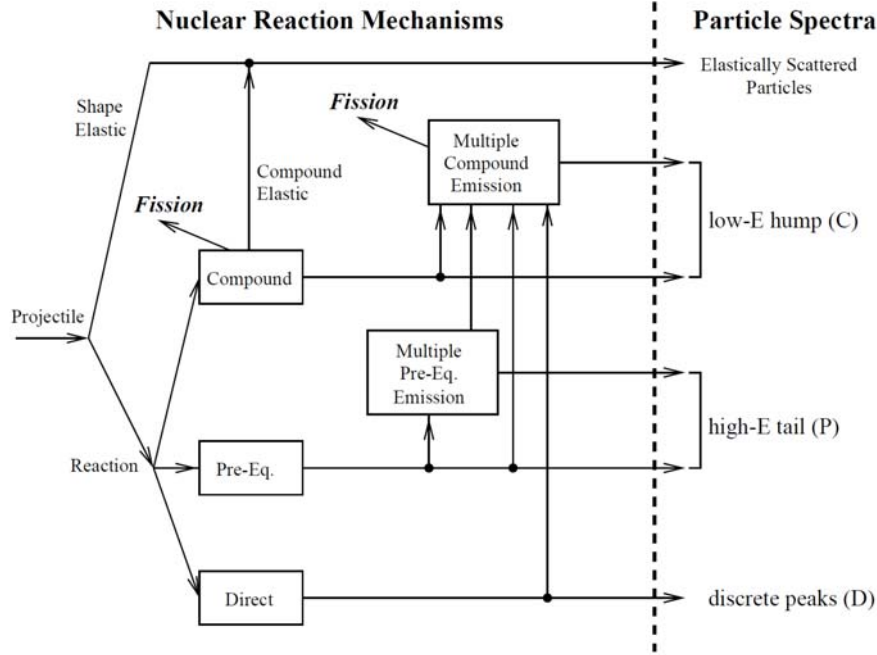 Nuclear Reaction Mechanisms
Particle Spectra
Elastically Scattered
Particles
Shape
Elastic
Fission
Multiple
Compound
Emission
Compound
Elastic
Fission
low-E hump (C)
Compound
Projectile
Multiple
Pre-Eq.
Emission
high-E tail (P)
Reaction
Pre-Eq.
Direct
discrete peaks (D)